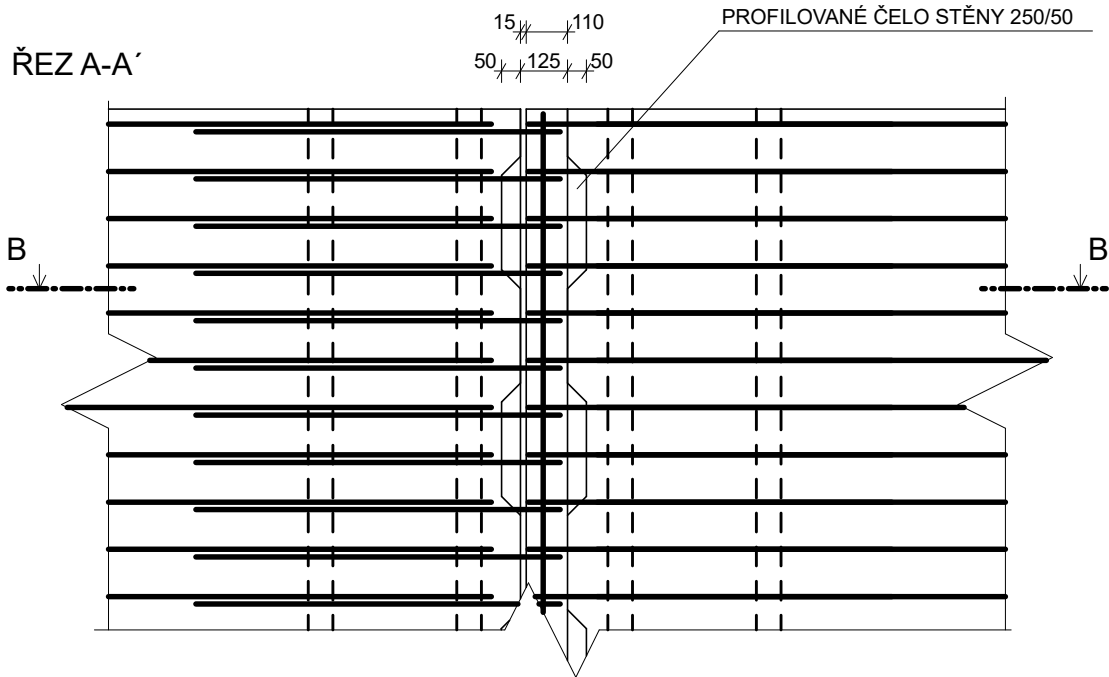 15 110
PROFILOVANÉ ČELO STĚNY 250/50
50 125 50
ŘEZ A-A´
B B